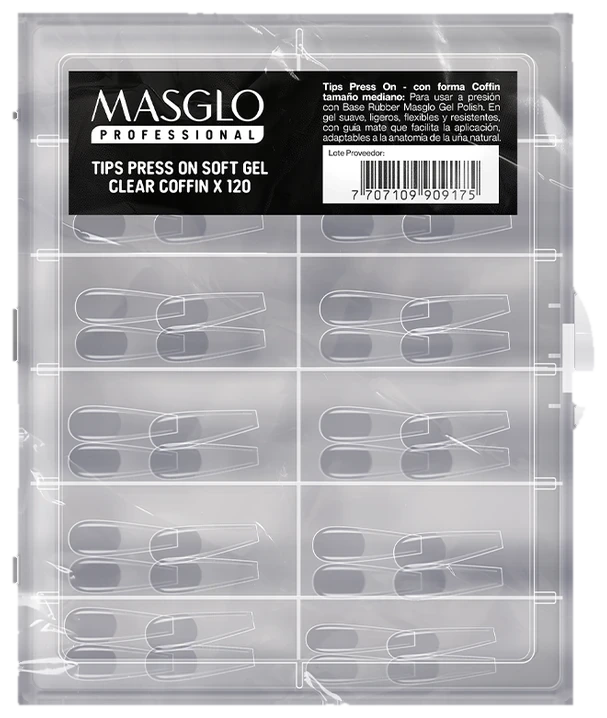 MASGLO
PROFESSIONAL
TIPS PRESS ON SOFT GEL
CLEAR COFFIN X 120
Tips Press On - con forma Coffin
tamaño mediano: Para usar a presión
con Base Rubber Masglo Gel Polish. En
gel suave, ligeros, flexibles y resistentes,
con guía mate que facilita la aplicación,
adaptables a la anatomía de la uña natural.
Lote Proveedor:
7 707109 909175